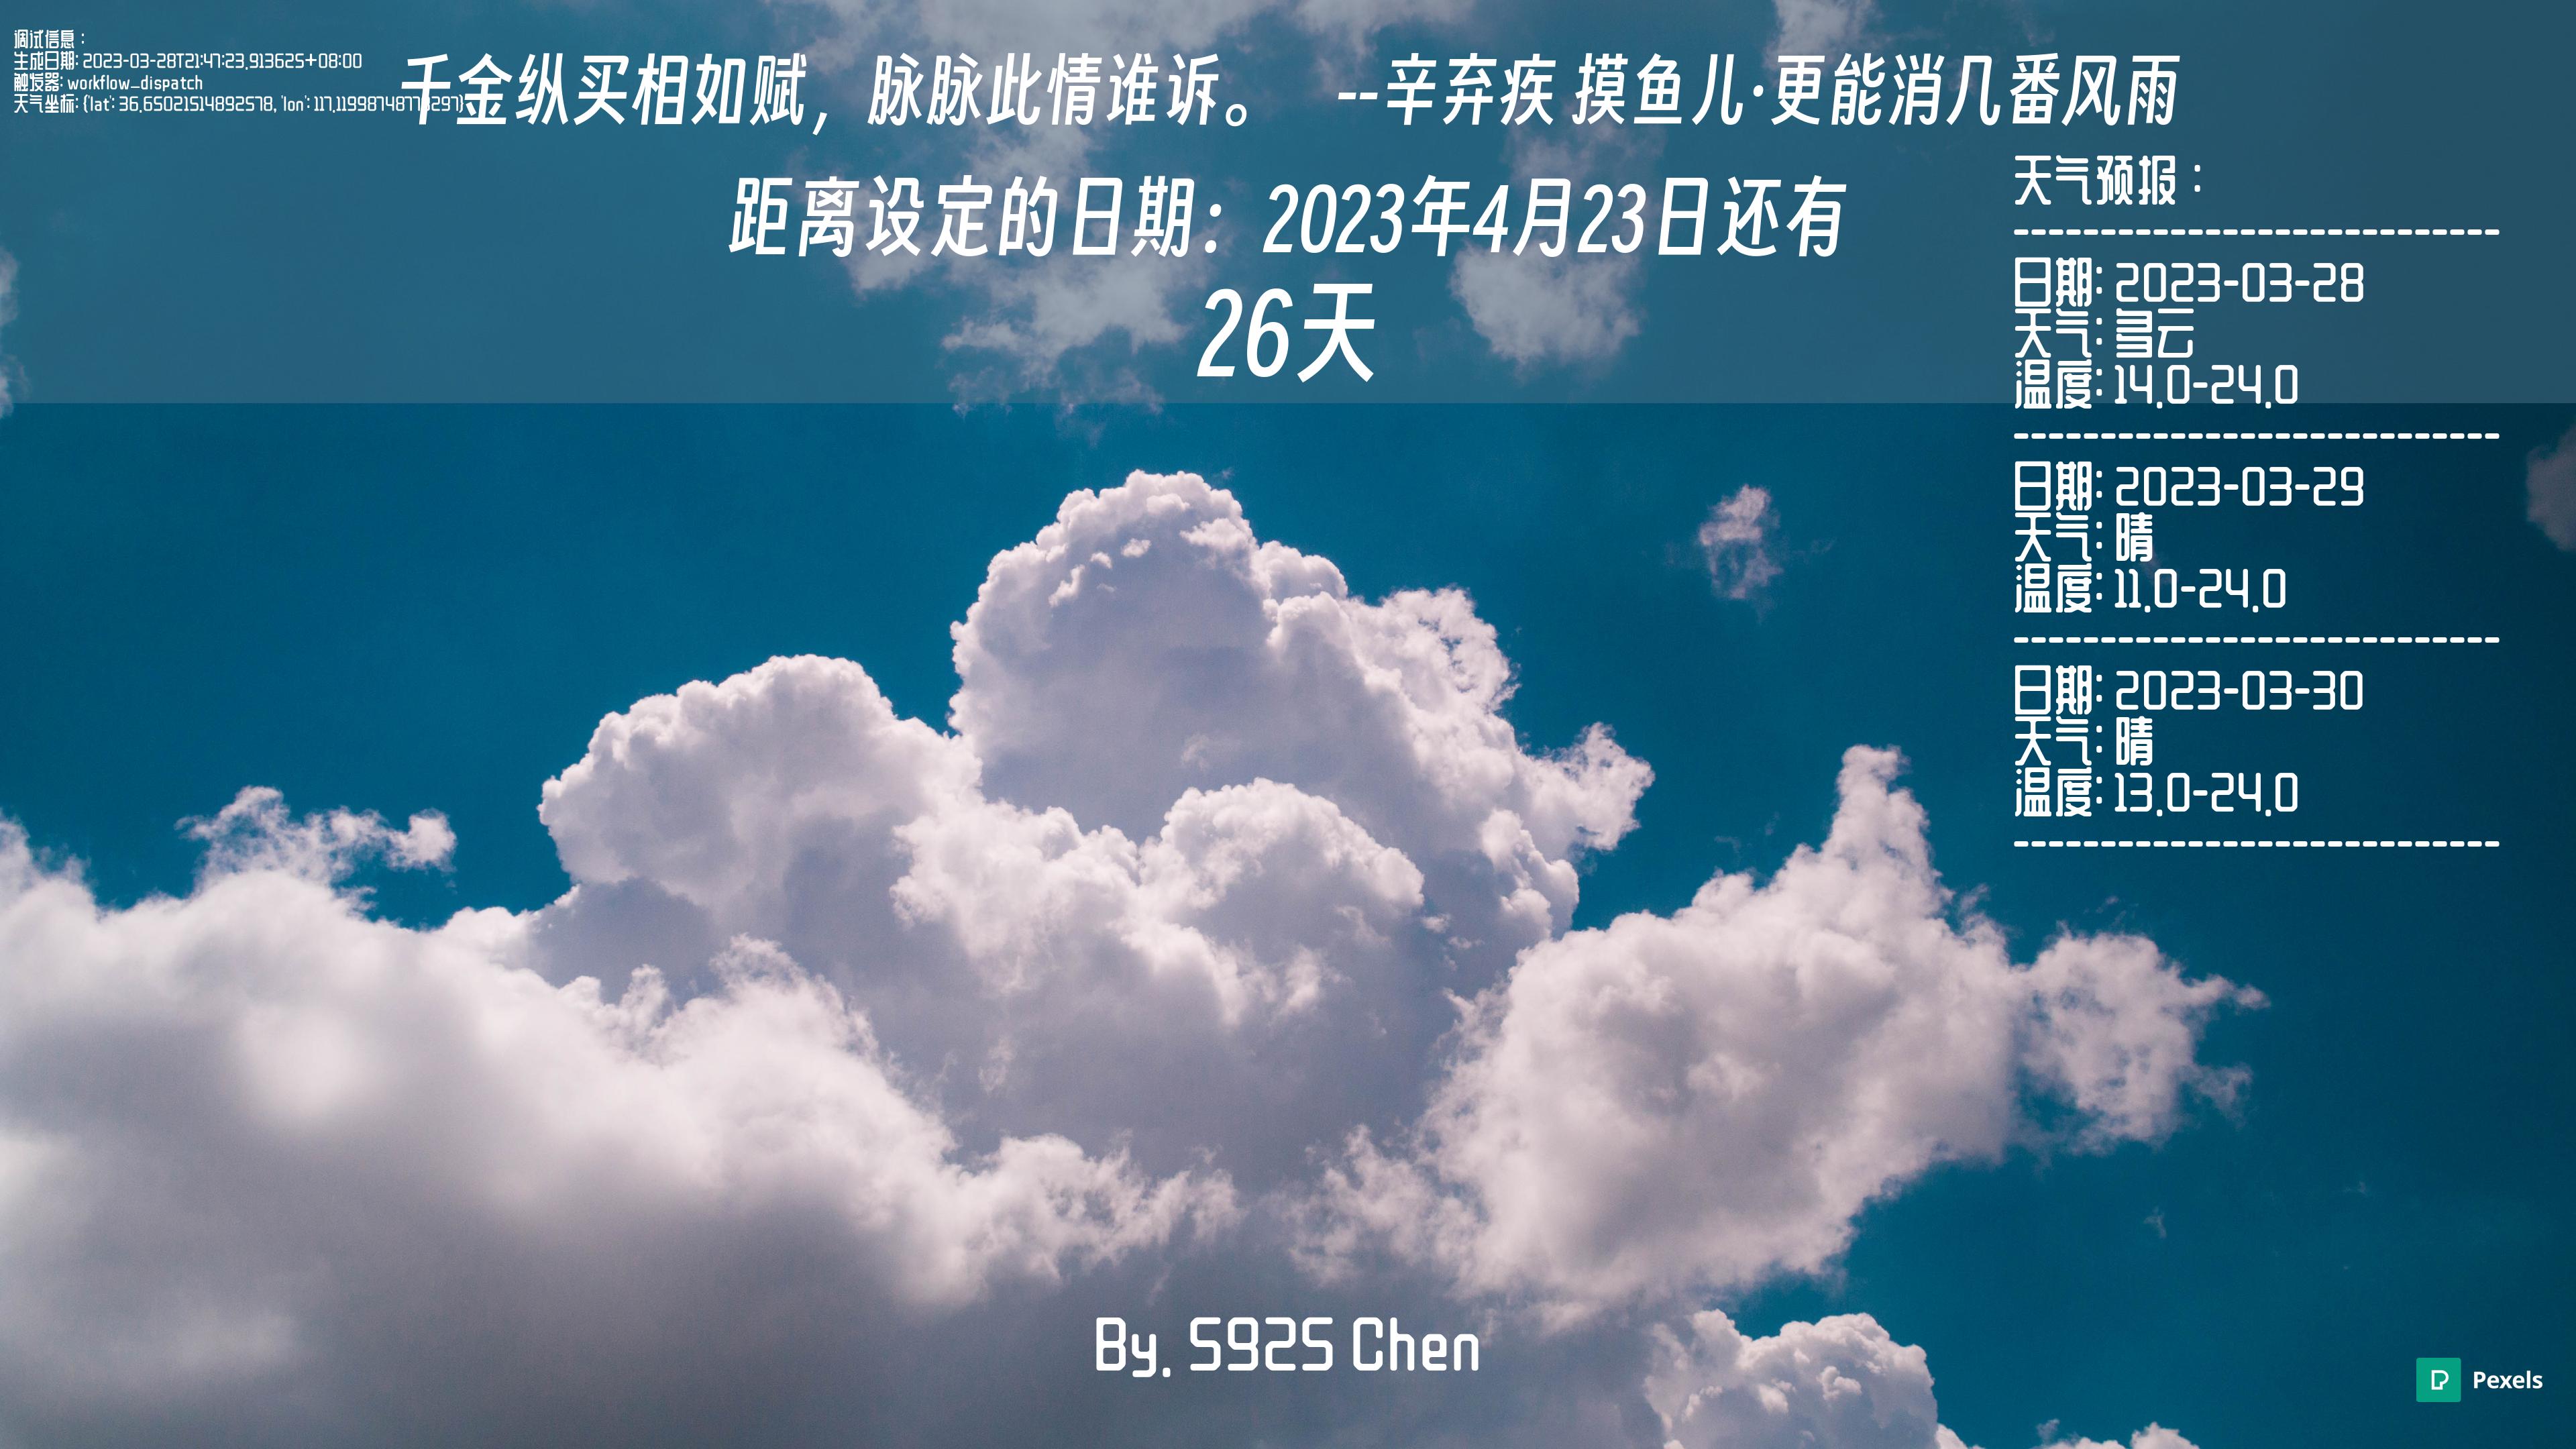 调试信息：
生成日期: 2023-03-28T21:47:23.913625+08:00
触发器: workflow_dispatch
天气坐标: {'lat': 36.65021514892578, 'lon': 117.11998748778297}
千金纵买相如赋，脉脉此情谁诉。 --辛弃疾 摸鱼儿·更能消几番风雨
距离设定的日期：2023年4月23日还有
26天
天气预报：
----------------------------
日期: 2023-03-28
天气: 多云
温度: 14.0-24.0
----------------------------
日期: 2023-03-29
天气: 晴
温度: 11.0-24.0
----------------------------
日期: 2023-03-30
天气: 晴
温度: 13.0-24.0
----------------------------
By. S925 Chen
Pexels